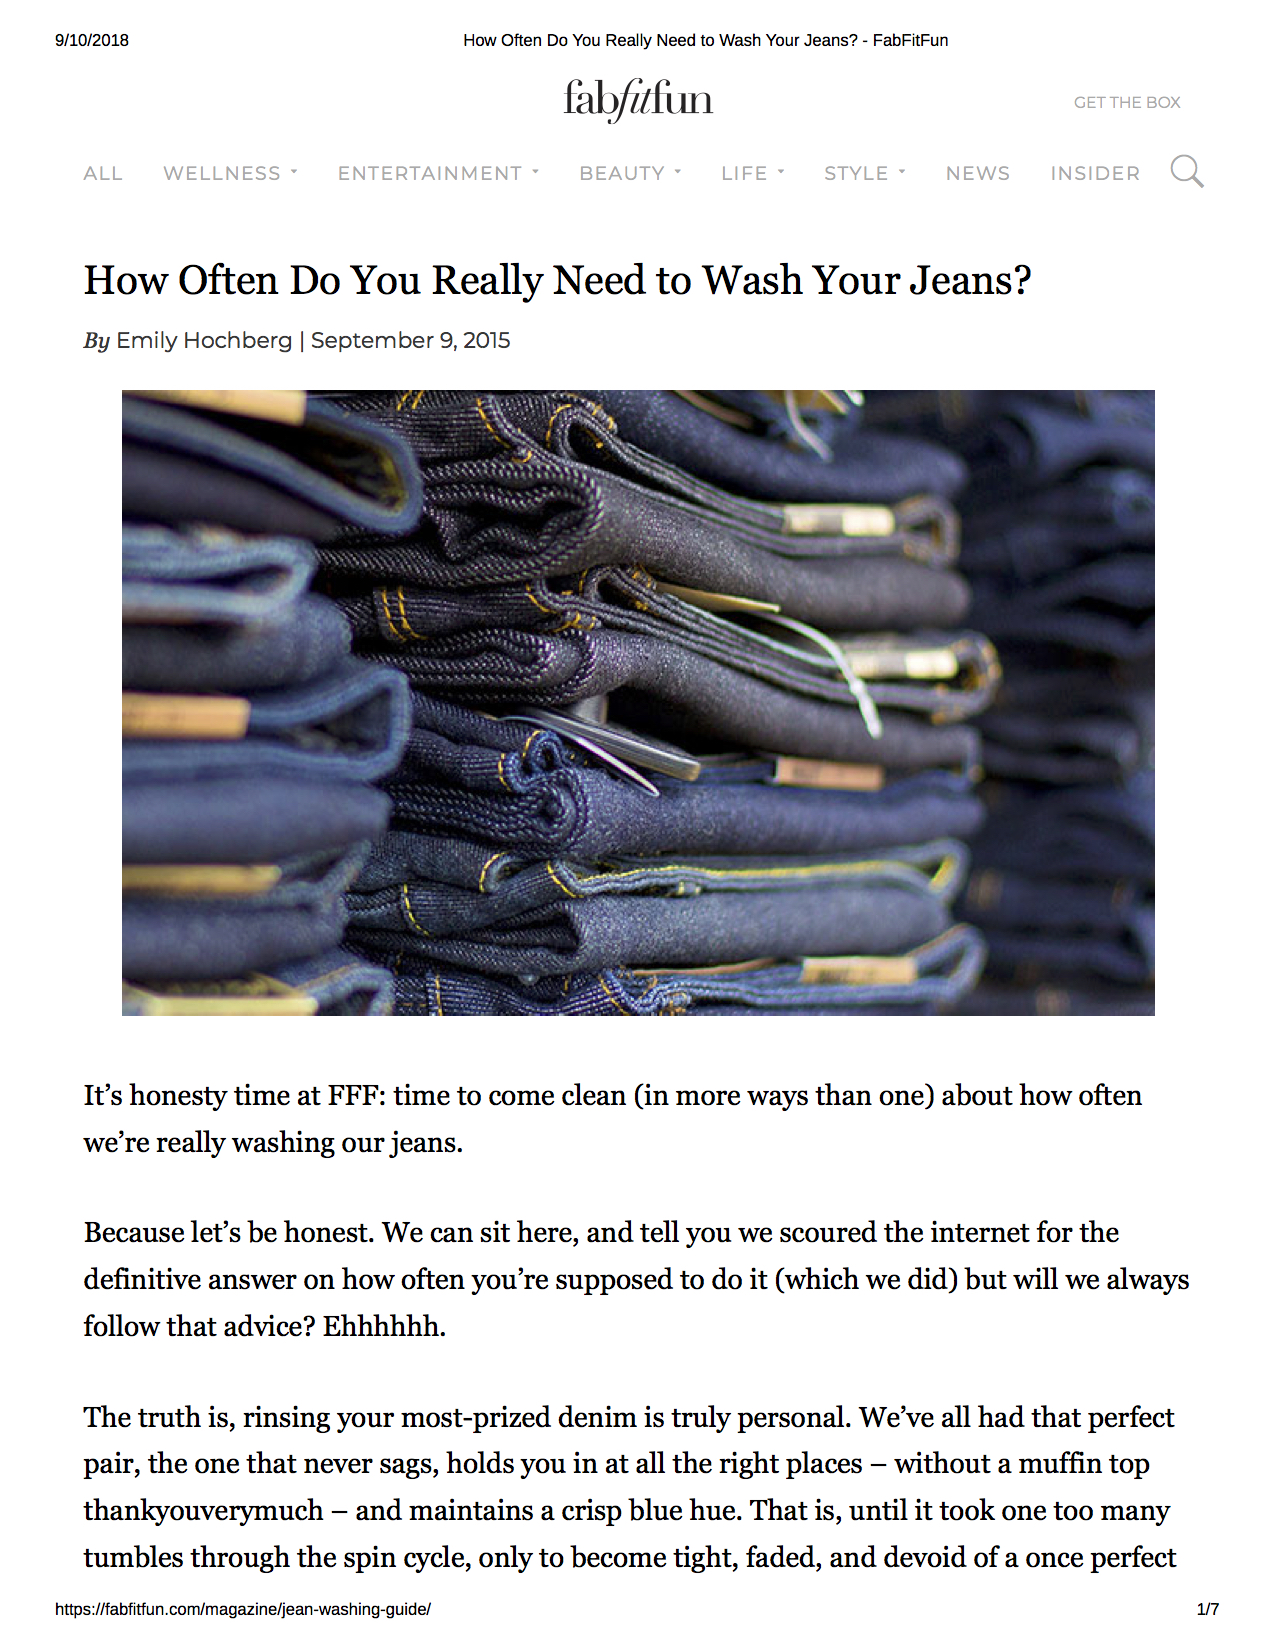 9/10/2018
How Often Do You Really Need to Wash Your Jeans? - FabFitFun
fabfitfun
GET THE BOX
ALL WELLNESS ENTERTAINMENT BEAUTY LIFE STYLE NEWS INSIDER
How Often Do You Really Need to Wash Your Jeans?
By Emily Hochberg | September 9, 2015
It’s honesty time at FFF: time to come clean (in more ways than one) about how often
we’re really washing our jeans.
Because let’s be honest. We can sit here, and tell you we scoured the internet for the
definitive answer on how often you’re supposed to do it (which we did) but will we always
follow that advice? Ehhhhhh.
The truth is, rinsing your most-prized denim is truly personal. We’ve all had that perfect
pair, the one that never sags, holds you in at all the right places – without a muffin top
thankyouverymuch – and maintains a crisp blue hue. That is, until it took one too many
tumbles through the spin cycle, only to become tight, faded, and devoid of a once perfect
https://fabfitfun.com/magazine/jean-washing-guide/
1/7